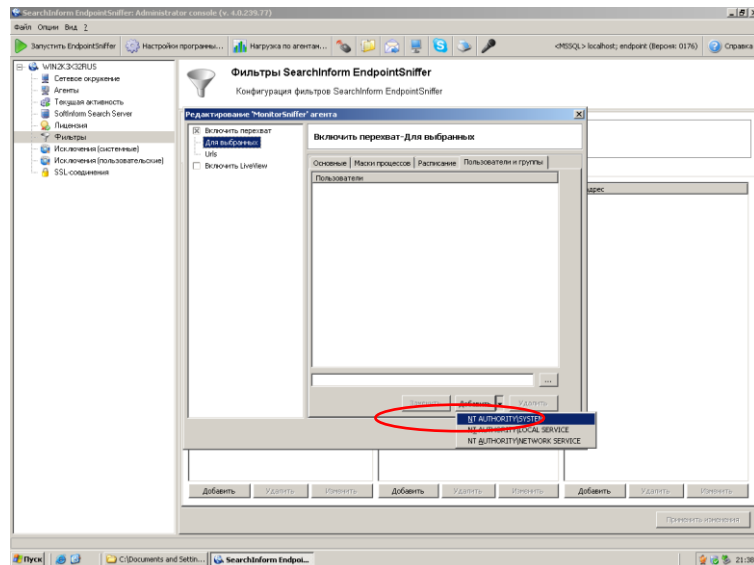 SearchInform EndpointSniffer: Administrator console (v. 4.0.239.77)
Файл Опции Вид ?
Запустить EndpointSniffer Настройки программы... Нагрузка по агентам... <MSSQL> localhost; endpoint (Версия: 0176) Справка
WIN2K3X32RUS
Сетевое окружение
Агенты
Текущая активность
SoftInform Search Server
Лицензия
Фильтры
Исключения (системные)
Исключения (пользовательские)
SSL-соединения
Фильтры SearchInform EndpointSniffer
Конфигурация фильтров SearchInform EndpointSniffer
Редактирование 'MonitorSniffer' агента
Включить перехват
Для выбранных
Urls
Включить LiveView
Включить перехват-Для выбранных
Основные Маски процессов Расписание Пользователи и группы
Пользователи
адрес
...
Заменить Добавить Удалить
NT AUTHORITY\SYSTEM
NT AUTHORITY\LOCAL SERVICE
NT AUTHORITY\NETWORK SERVICE
Добавить Удалить Изменить Добавить Удалить Изменить Добавить Удалить Изменить
Применить изменения
Пуск C:\Documents and Settin... SearchInform Endpoi... 21:38